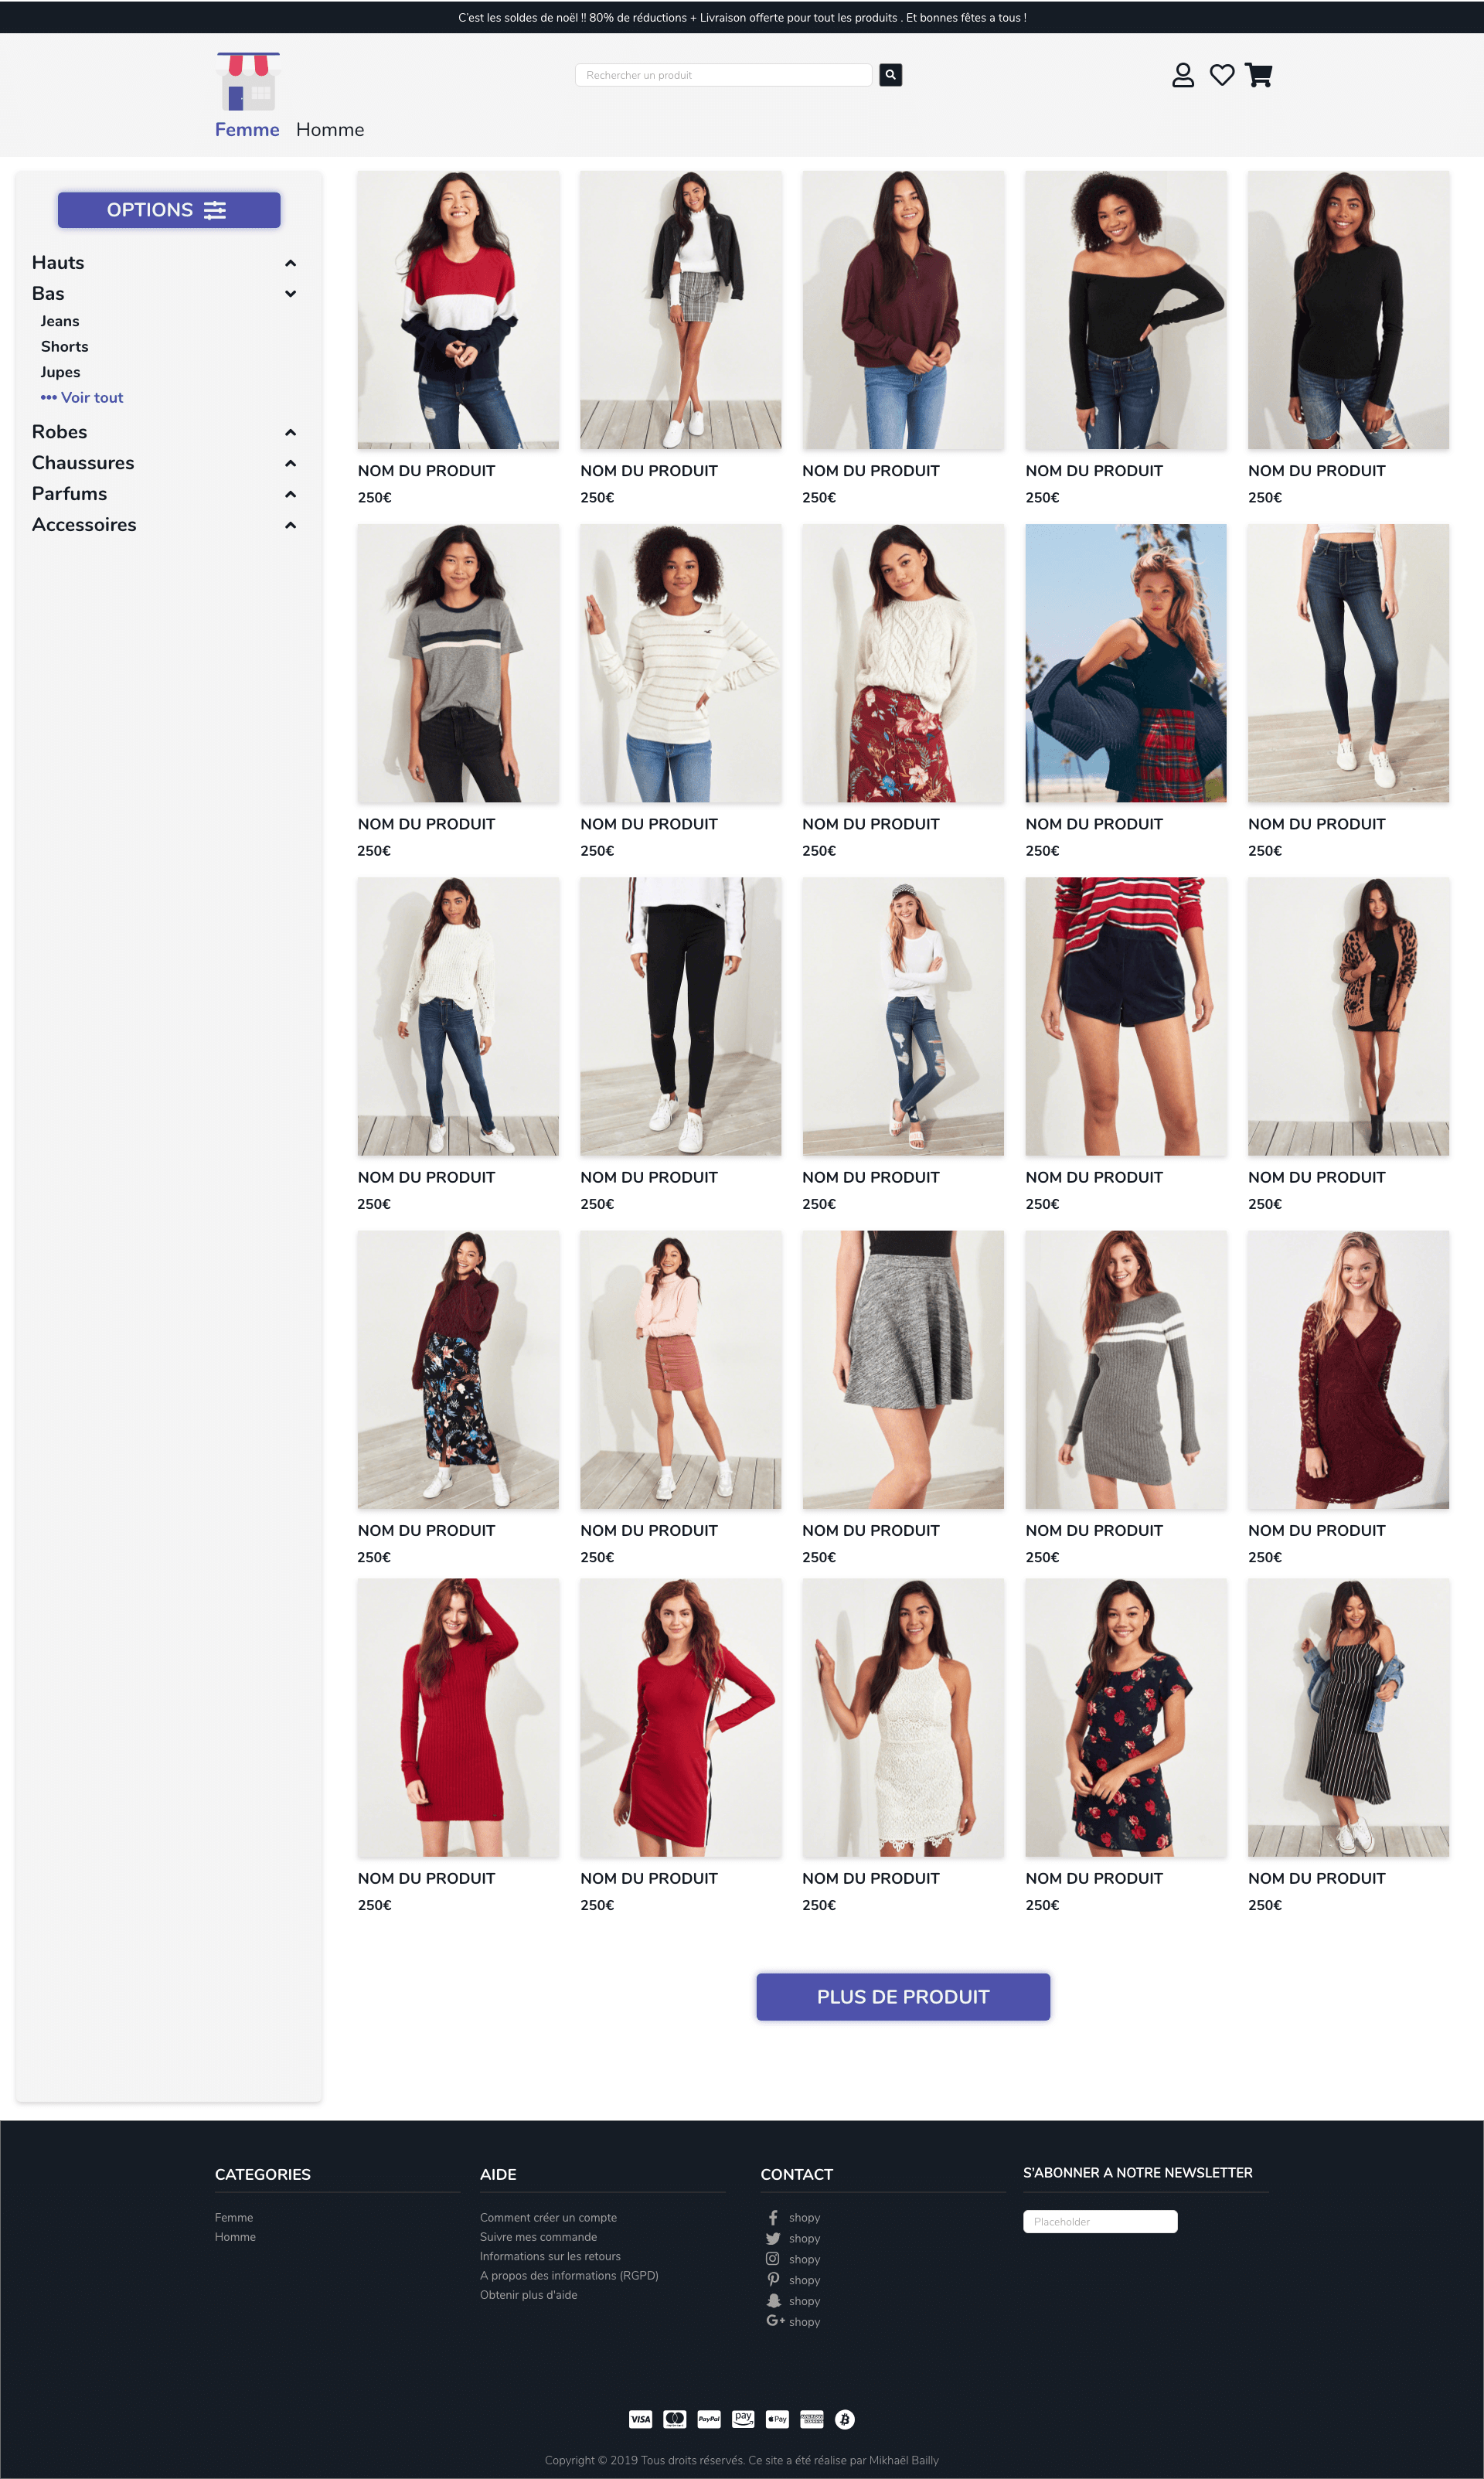 C'est les soldes de noël !! 80% de réductions + Livraison offerte pour tout les produits . Et bonnes fêtes a tous !
Rechercher un produit
Femme Homme
OPTIONS
Hauts
Bas
Jeans
Shorts
Jupes
••• Voir tout
Robes
Chaussures
Parfums
Accessoires
NOM DU PRODUIT NOM DU PRODUIT NOM DU PRODUIT NOM DU PRODUIT NOM DU PRODUIT
250€ 250€ 250€ 250€ 250€
NOM DU PRODUIT NOM DU PRODUIT NOM DU PRODUIT NOM DU PRODUIT NOM DU PRODUIT
250€ 250€ 250€ 250€ 250€
NOM DU PRODUIT NOM DU PRODUIT NOM DU PRODUIT NOM DU PRODUIT NOM DU PRODUIT
250€ 250€ 250€ 250€ 250€
NOM DU PRODUIT NOM DU PRODUIT NOM DU PRODUIT NOM DU PRODUIT NOM DU PRODUIT
250€ 250€ 250€ 250€ 250€
NOM DU PRODUIT NOM DU PRODUIT NOM DU PRODUIT NOM DU PRODUIT NOM DU PRODUIT
250€ 250€ 250€ 250€ 250€
PLUS DE PRODUIT
CATEGORIES
Femme
Homme
AIDE
Comment créer un compte
Suivre mes commande
Informations sur les retours
A propos des informations (RGPD)
Obtenir plus d'aide
CONTACT
shopy
shopy
shopy
shopy
shopy
G+ shopy
S'ABONNER A NOTRE NEWSLETTER
Placeholder
VISA PayPal pay Pay
Copyright © 2019 Tous droits réservés. Ce site a été réalise par Mikhaël Bailly